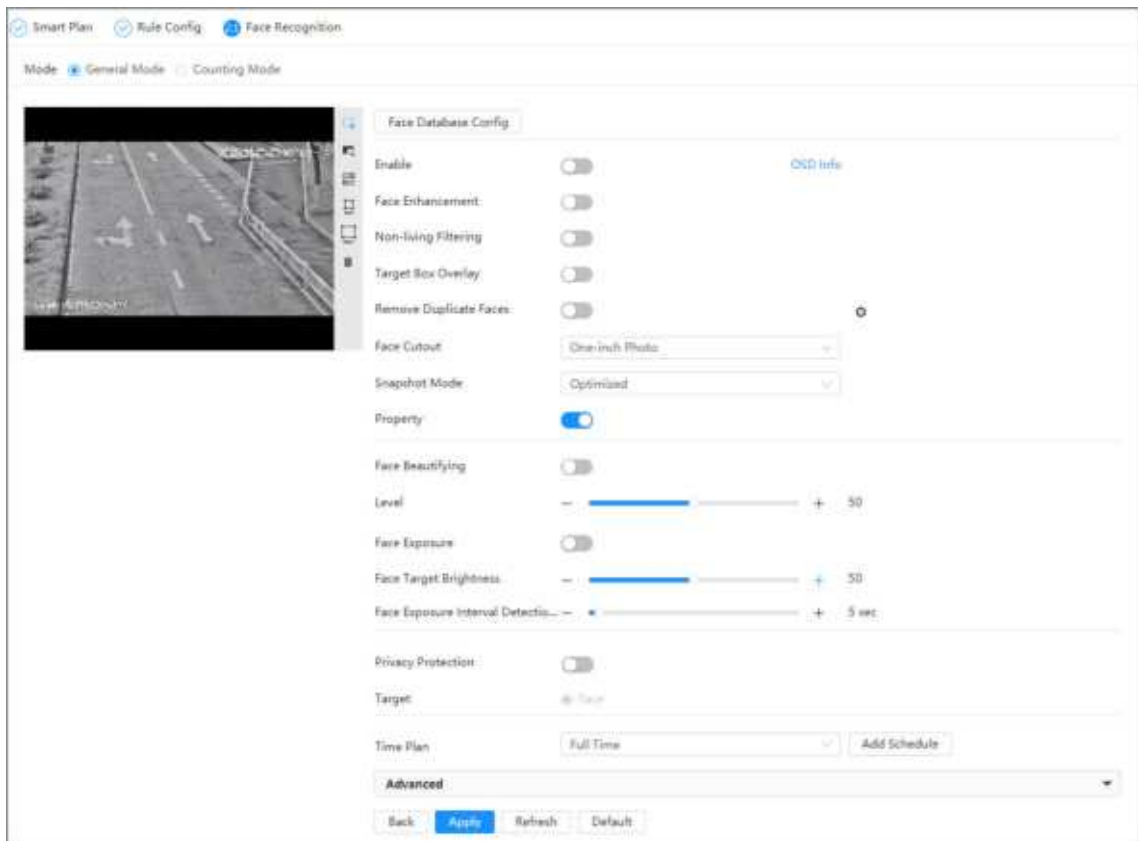 Smart Plan Rule Config Face Recognition
Mode General Mode Counting Mode
Face Database Config
Enable OSD Info
Face Enhancement
Non-living Filtering
Target Box Overlay
Remove Duplicate Faces
Face Cutout One-inch Photo
Snapshot Mode Optimized
Property
Face Beautifying
Level − + 50
Face Exposure
Face Target Brightness − + 50
Face Exposure Interval Detectio... − + 5 sec
Privacy Protection
Target Face
Time Plan Full Time Add Schedule
Advanced
Back Apply Refresh Default